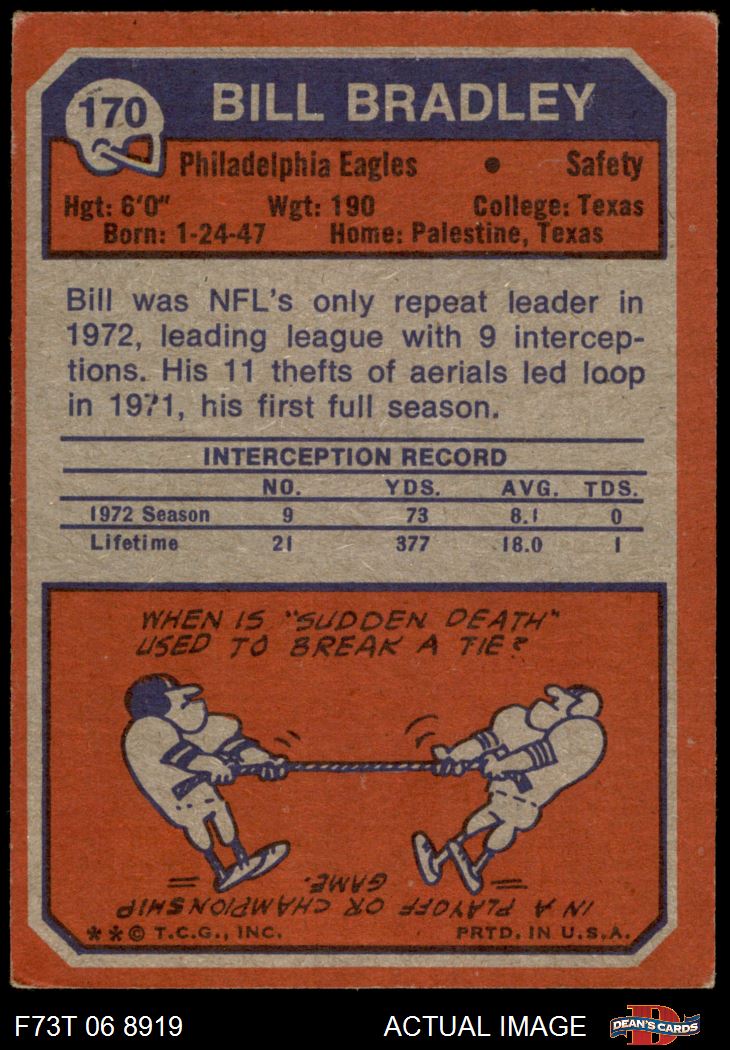 170
BILL BRADLEY
Philadelphia Eagles • Safety
Hgt: 6'0" Wgt: 190 College: Texas
Born: 1-24-47 Home: Palestine, Texas
Bill was NFL's only repeat leader in
1972, leading league with 9 intercep-
tions. His 11 thefts of aerials led loop
in 1971, his first full season.
INTERCEPTION RECORD
NO. YDS. AVG. TDS.
1972 Season 9 73 8.1 0
Lifetime 21 377 18.0 1
WHEN IS "SUDDEN DEATH"
USED TO BREAK A TIE?
IN A PLAYOFF OR CHAMPIONSHIP
GAME.
**© T.C.G., INC. PRTD. IN U.S.A.
F73T 06 8919 ACTUAL IMAGE DEAN'S CARDS